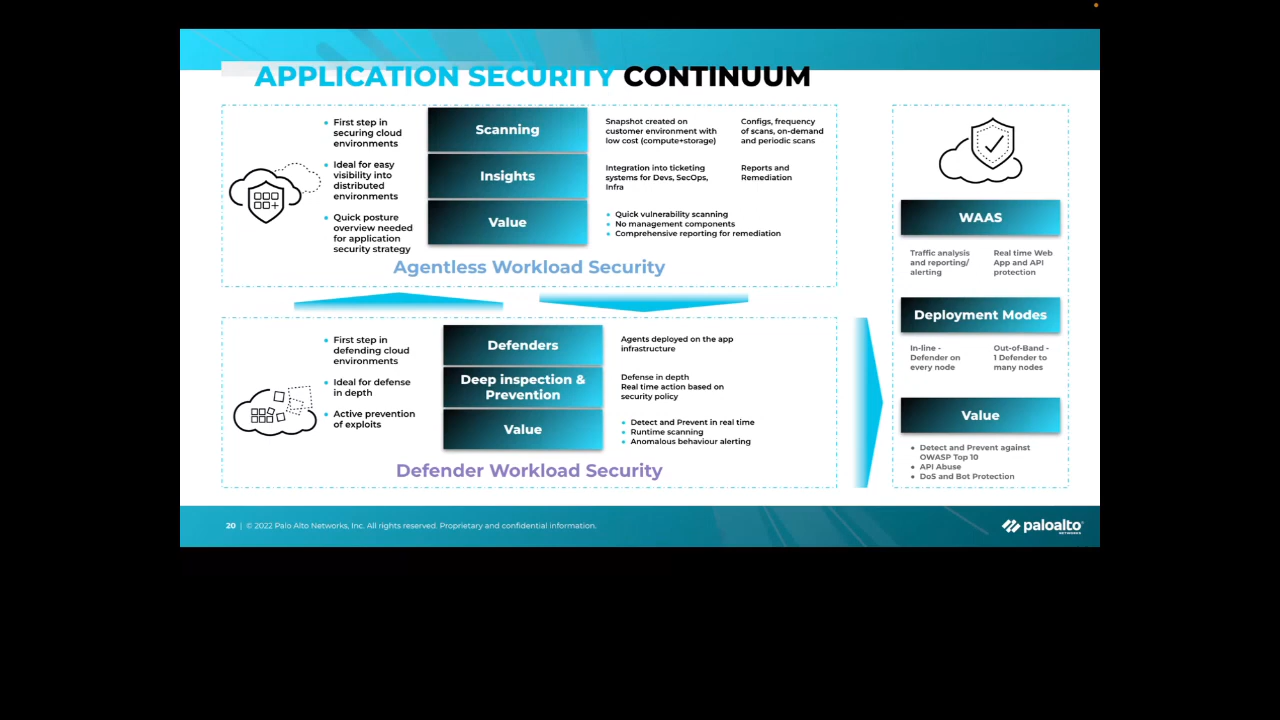 APPLICATION SECURITY CONTINUUM
First step in
securing cloud
environments
Ideal for easy
visibility into
distributed
environments
Quick posture
overview needed
for application
security strategy
Scanning
Insights
Value
Snapshot created on
customer environment with
low cost (compute+storage)
Configs, frequency
of scans, on-demand
and periodic scans
Integration into ticketing
systems for Devs, SecOps,
Infra
Reports and
Remediation
Quick vulnerability scanning
No management components
Comprehensive reporting for remediation
Agentless Workload Security
First step in
defending cloud
environments
Ideal for defense
in depth
Active prevention
of exploits
Defenders
Deep inspection &
Prevention
Value
Agents deployed on the app
infrastructure
Defense in depth
Real time action based on
security policy
Detect and Prevent in real time
Runtime scanning
Anomalous behaviour alerting
Defender Workload Security
WAAS
Traffic analysis
and reporting/
alerting
Real time Web
App and API
protection
Deployment Modes
In-line -
Defender on
every node
Out-of-Band -
1 Defender to
many nodes
Value
Detect and Prevent against
OWASP Top 10
API Abuse
DoS and Bot Protection
20 | © 2022 Palo Alto Networks, Inc. All rights reserved. Proprietary and confidential information.
paloalto
NETWORKS